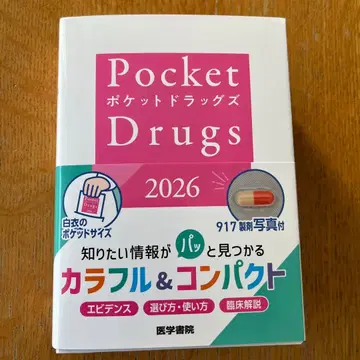 Pocket
ポケットドラッグズ
Drugs
2026
白衣の
ポケットサイズ
Pocket
Drugs
917製剤写真付
知りたい情報が パッ と見つかる
カラフル&コンパクト
エビデンス 選び方・使い方 臨床解説
医学書院